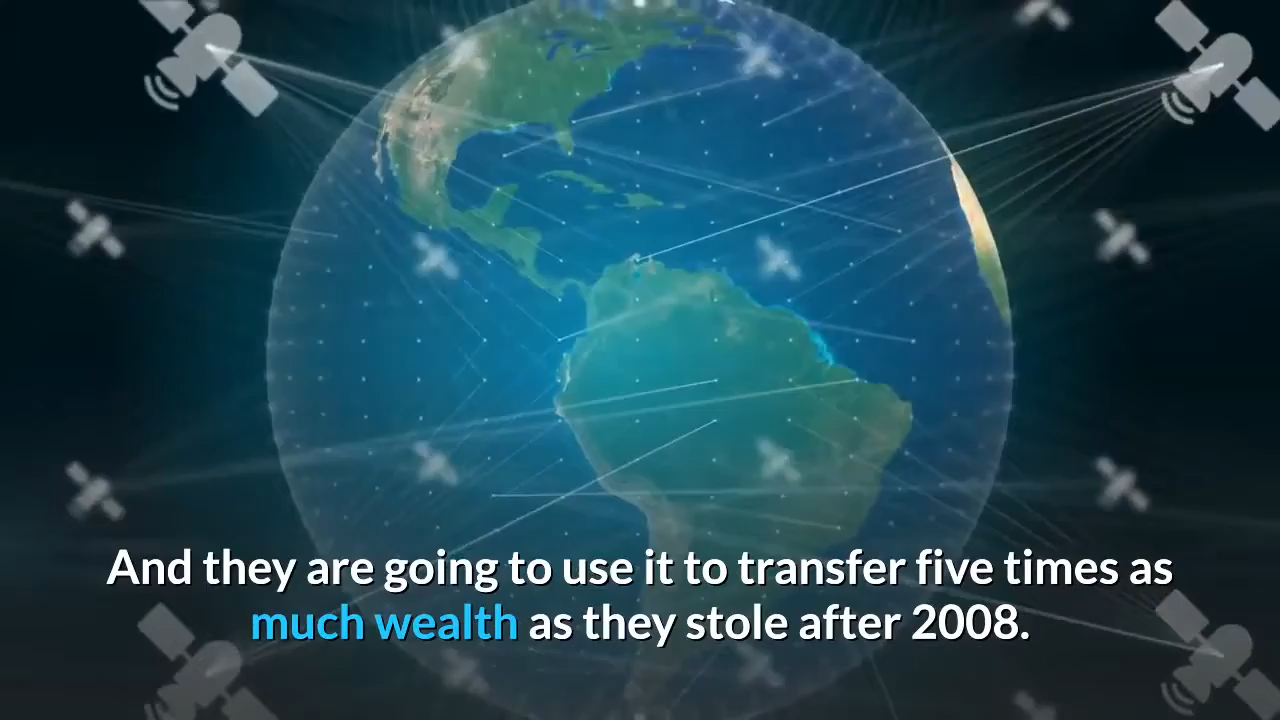 And they are going to use it to transfer five times as
much wealth as they stole after 2008.